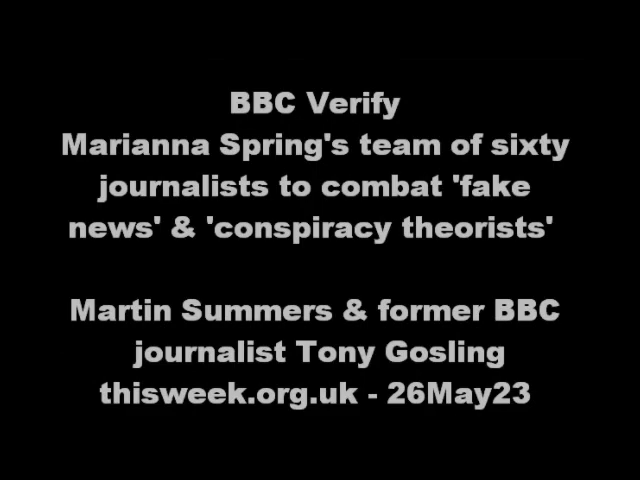 BBC Verify
Marianna Spring's team of sixty
journalists to combat 'fake
news' & 'conspiracy theorists'
Martin Summers & former BBC
journalist Tony Gosling
thisweek.org.uk - 26May23